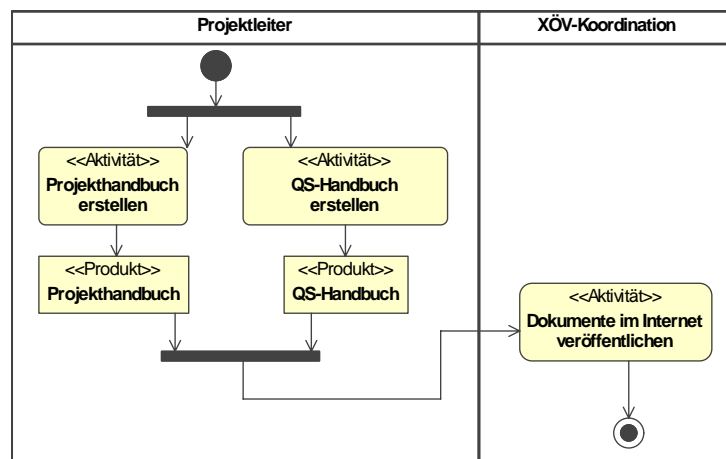 Projektleiter
XÖV-Koordination
<<Aktivität>>
Projekthandbuch
erstellen
<<Aktivität>>
QS-Handbuch
erstellen
<<Produkt>>
Projekthandbuch
<<Produkt>>
QS-Handbuch
<<Aktivität>>
Dokumente im Internet
veröffentlichen